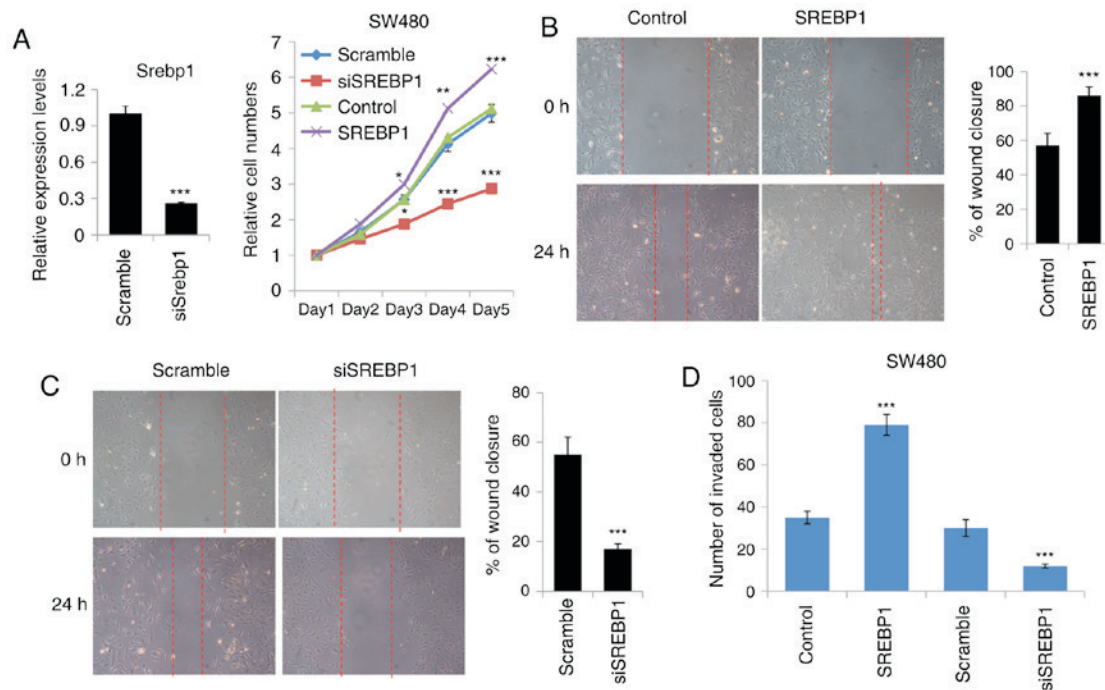 A
Srebp1
Relative expression levels
1.2
0.9
0.6
0.3
0
***
Scramble
siSrebp1
SW480
Relative cell numbers
7
6
5
4
3
2
1
0
Scramble
siSREBP1
Control
SREBP1
*
**
***
*
***
***
Day1 Day2 Day3 Day4 Day5
B
Control
SREBP1
0 h
24 h
% of wound closure
100
80
60
40
20
0
***
Control
SREBP1
C
Scramble
siSREBP1
0 h
24 h
% of wound closure
80
60
40
20
0
***
Scramble
siSREBP1
D
SW480
Number of invaded cells
100
80
60
40
20
0
***
***
Control
SREBP1
Scramble
siSREBP1